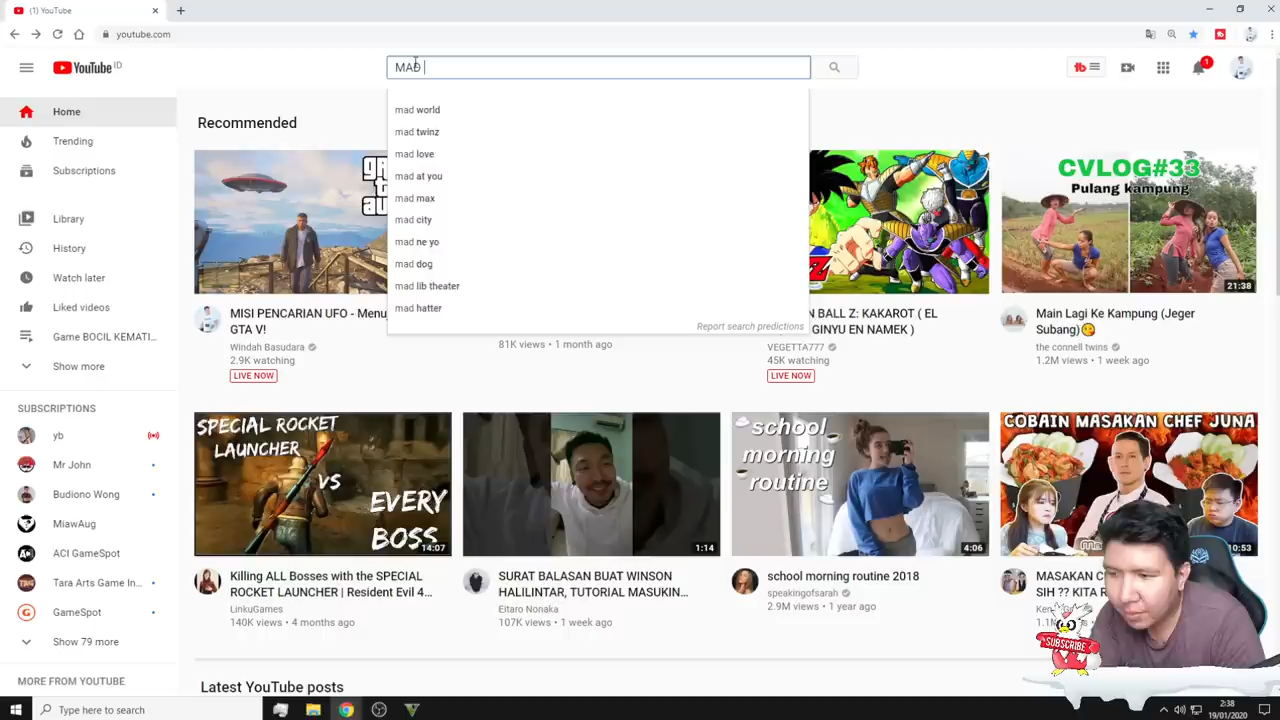 (1) YouTube
youtube.com
YouTube ID
MAD
mad world
mad twinz
mad love
mad at you
mad max
mad city
mad ne yo
mad dog
mad lib theater
mad hatter
Report search predictions
1
Home
Trending
Subscriptions
Library
History
Watch later
Liked videos
Game BOCIL KEMATI...
Show more
SUBSCRIPTIONS
yb
Mr John
Budiono Wong
MiawAug
ACI GameSpot
Tara Arts Game In...
GameSpot
Show 79 more
MORE FROM YOUTUBE
Recommended
MISI PENCARIAN UFO - Menu
GTA V!
Windah Basudara
2.9K watching
LIVE NOW
81K views • 1 month ago
N BALL Z: KAKAROT ( EL
GINYU EN NAMEK )
VEGETTA777
45K watching
LIVE NOW
CVLOG#33
Pulang kampung
21:38
Main Lagi Ke Kampung (Jeger
Subang)😋
the connell twins
1.2M views • 1 week ago
SPECIAL ROCKET
LAUNCHER
VS
EVERY
BOSS
14:07
Killing ALL Bosses with the SPECIAL
ROCKET LAUNCHER | Resident Evil 4...
LinkuGames
140K views • 4 months ago
1:14
SURAT BALASAN BUAT WINSON
HALILINTAR, TUTORIAL MASUKIN...
Eitaro Nonaka
107K views • 1 week ago
school
morning
routine
4:06
school morning routine 2018
speakingofsarah
2.9M views • 1 year ago
COBAIN MASAKAN CHEF JUNA
10:53
MASAKAN C
SIH ?? KITA R
Ken
1.1M
SUBSCRIBE
Latest YouTube posts
Type here to search
2:38
19/01/2020